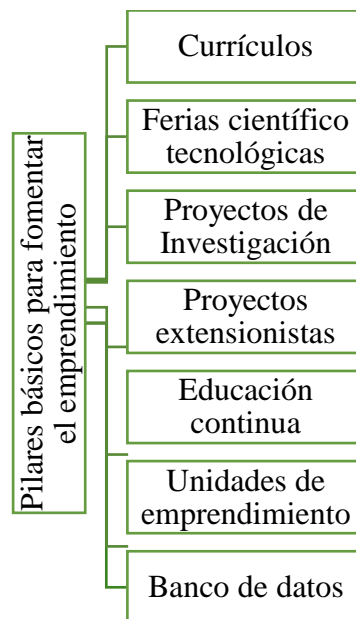 Pilares básicos para fomentar
el emprendimiento
Currículos
Ferias científico
tecnológicas
Proyectos de
Investigación
Proyectos
extensionistas
Educación
continua
Unidades de
emprendimiento
Banco de datos